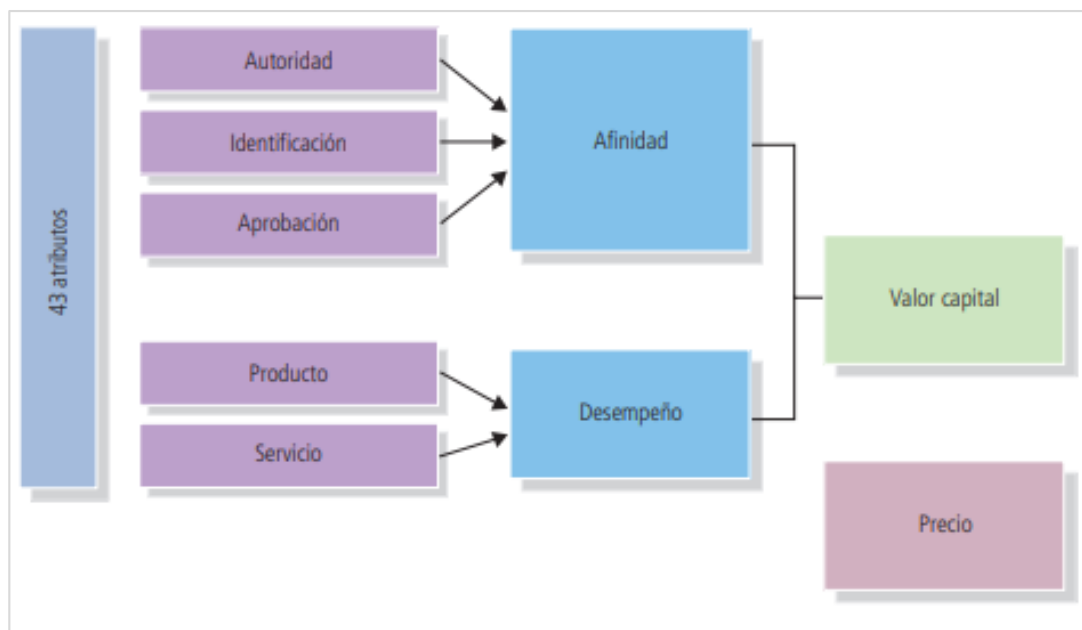 43 atributos
Autoridad
Identificación
Aprobación
Producto
Servicio
Afinidad
Desempeño
Valor capital
Precio